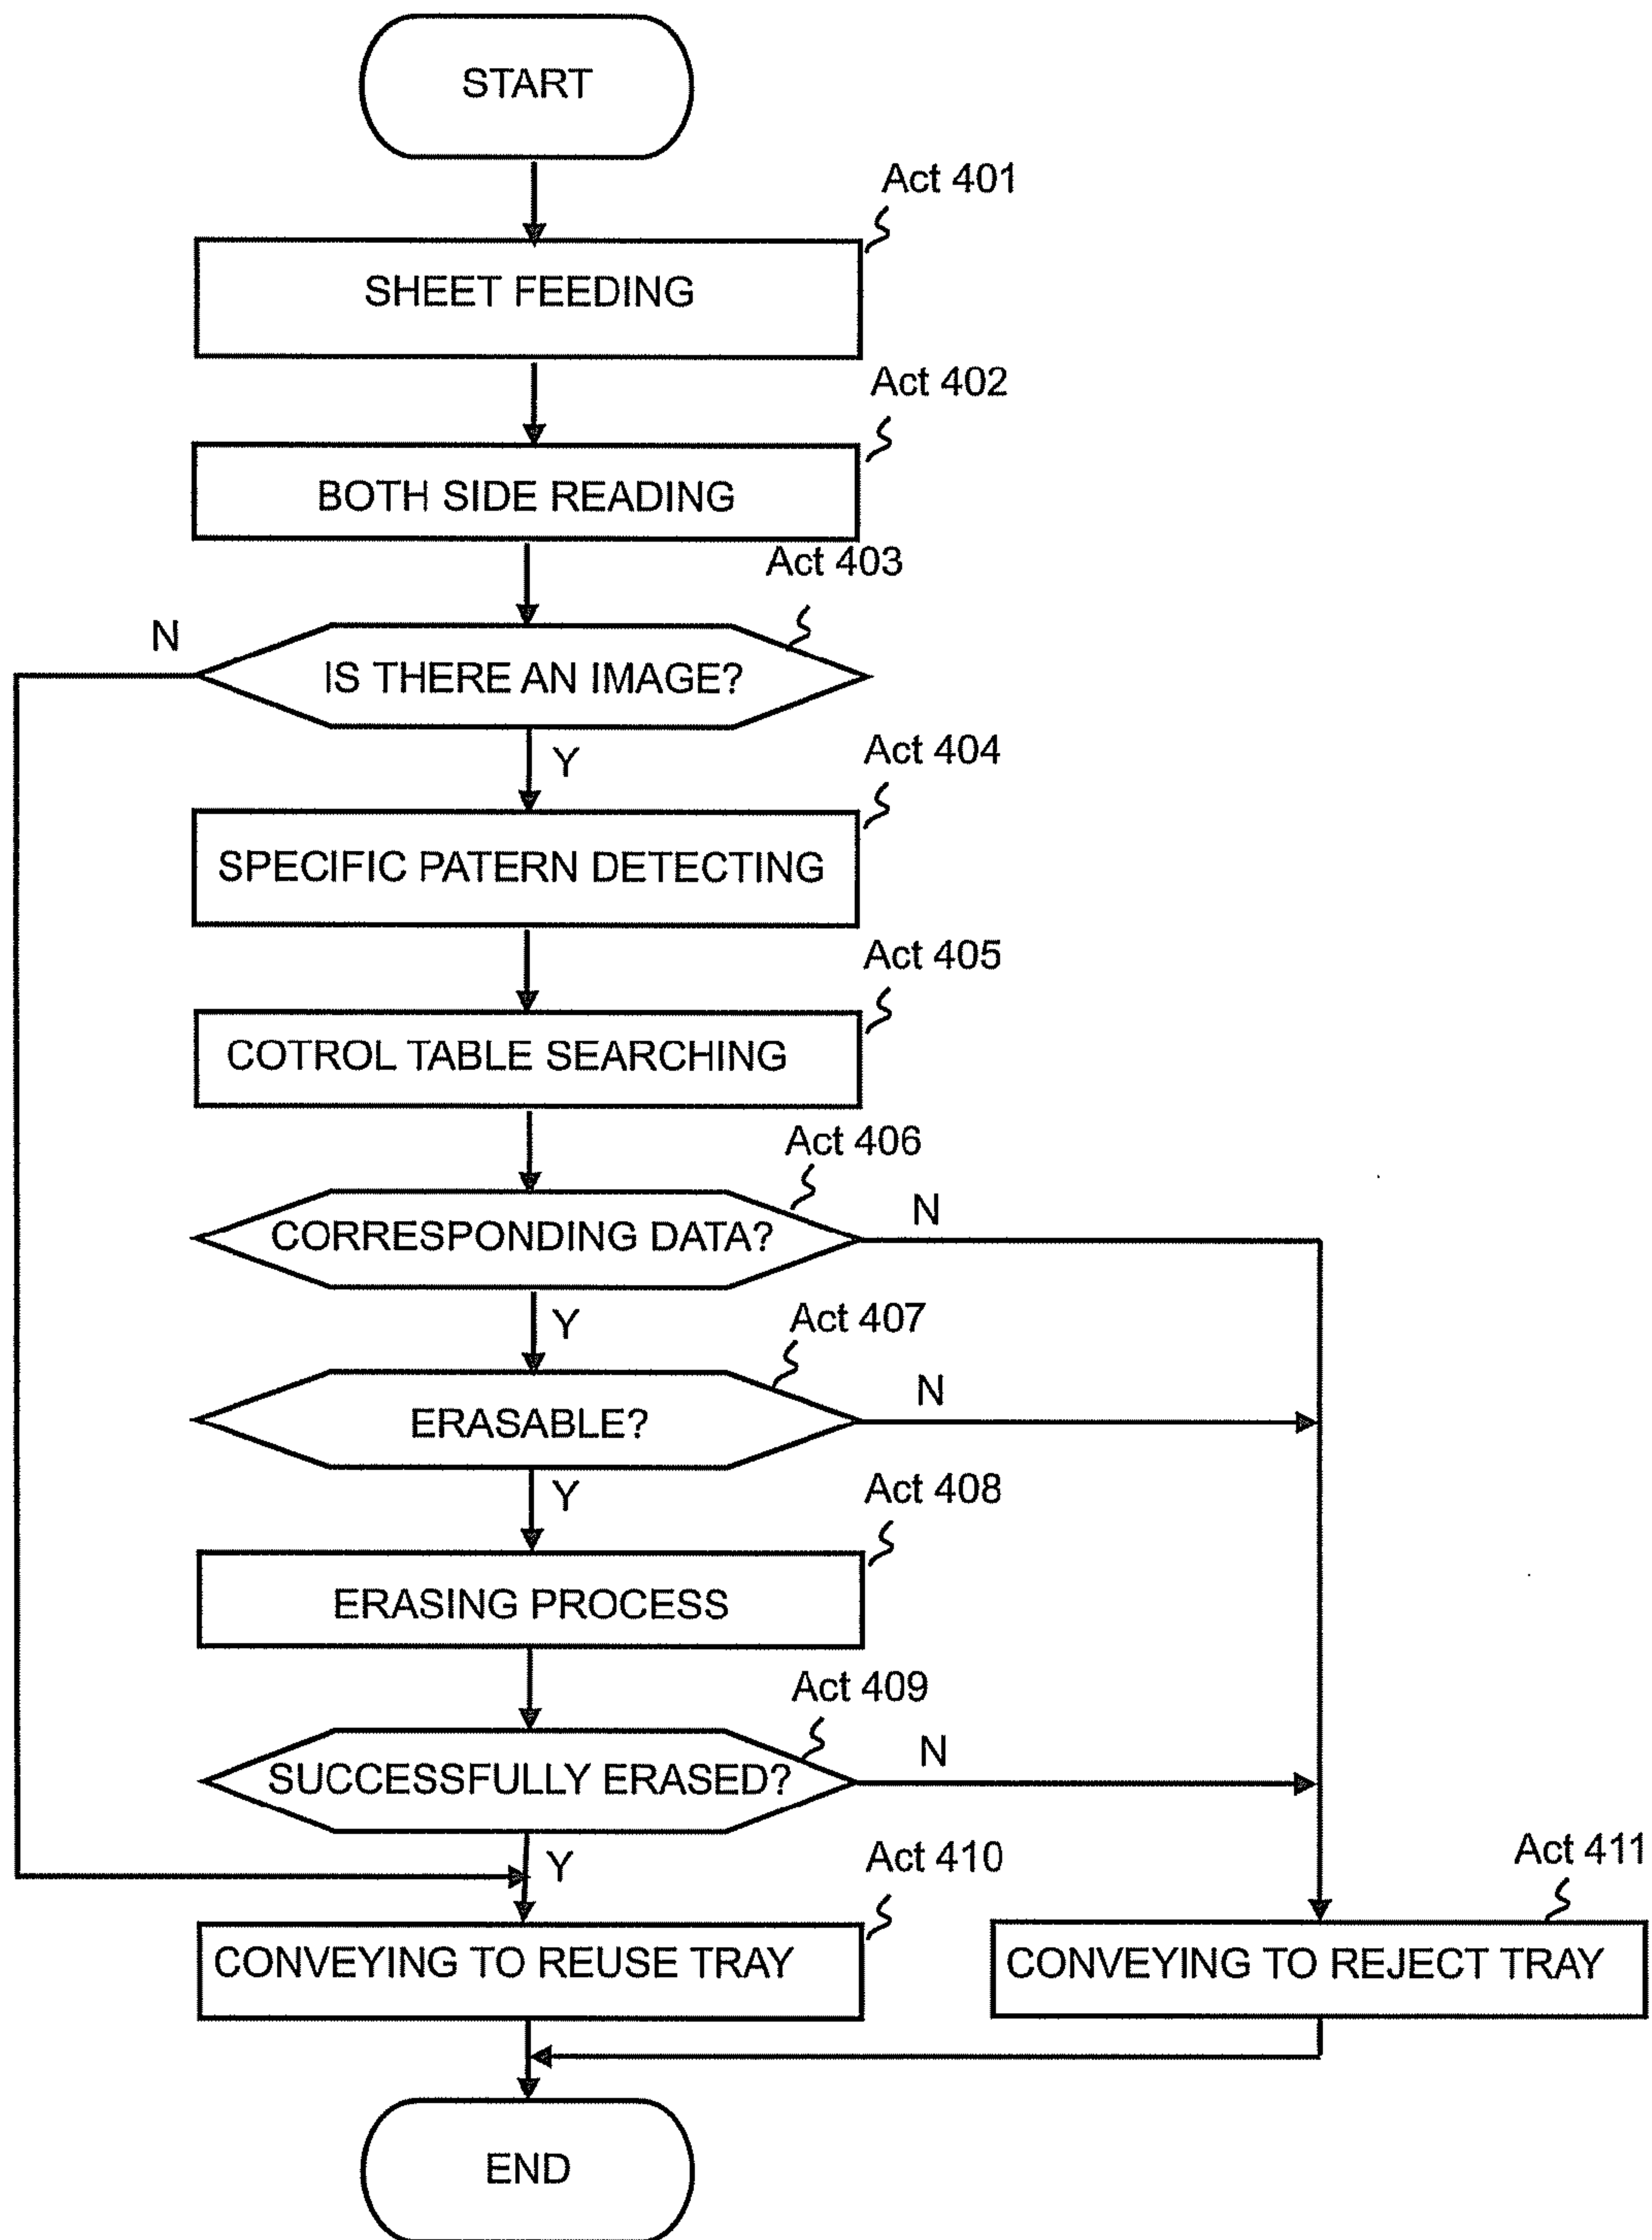 START
Act 401
SHEET FEEDING
Act 402
BOTH SIDE READING
Act 403
N
IS THERE AN IMAGE?
Y
Act 404
SPECIFIC PATERN DETECTING
Act 405
COTROL TABLE SEARCHING
Act 406
N
CORRESPONDING DATA?
Y
Act 407
N
ERASABLE?
Y
Act 408
ERASING PROCESS
Act 409
N
SUCCESSFULLY ERASED?
Y
Act 410
Act 411
CONVEYING TO REUSE TRAY
CONVEYING TO REJECT TRAY
END